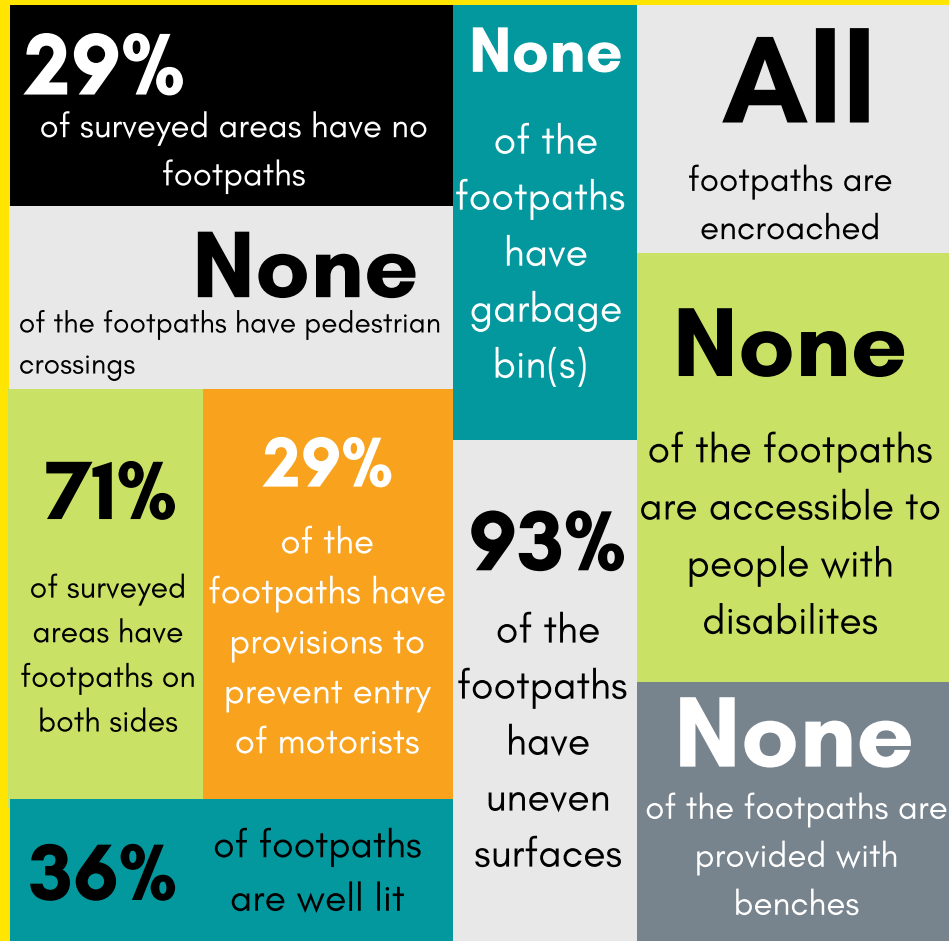 29%
of surveyed areas have no
footpaths
None
of the footpaths have pedestrian
crossings
71%
of surveyed
areas have
footpaths on
both sides
29%
of the
footpaths have
provisions to
prevent entry
of motorists
36%
of footpaths
are well lit
None
of the
footpaths
have
garbage
bin(s)
93%
of the
footpaths
have
uneven
surfaces
All
footpaths are
encroached
None
of the footpaths
are accessible to
people with
disabilites
None
of the footpaths are
provided with
benches